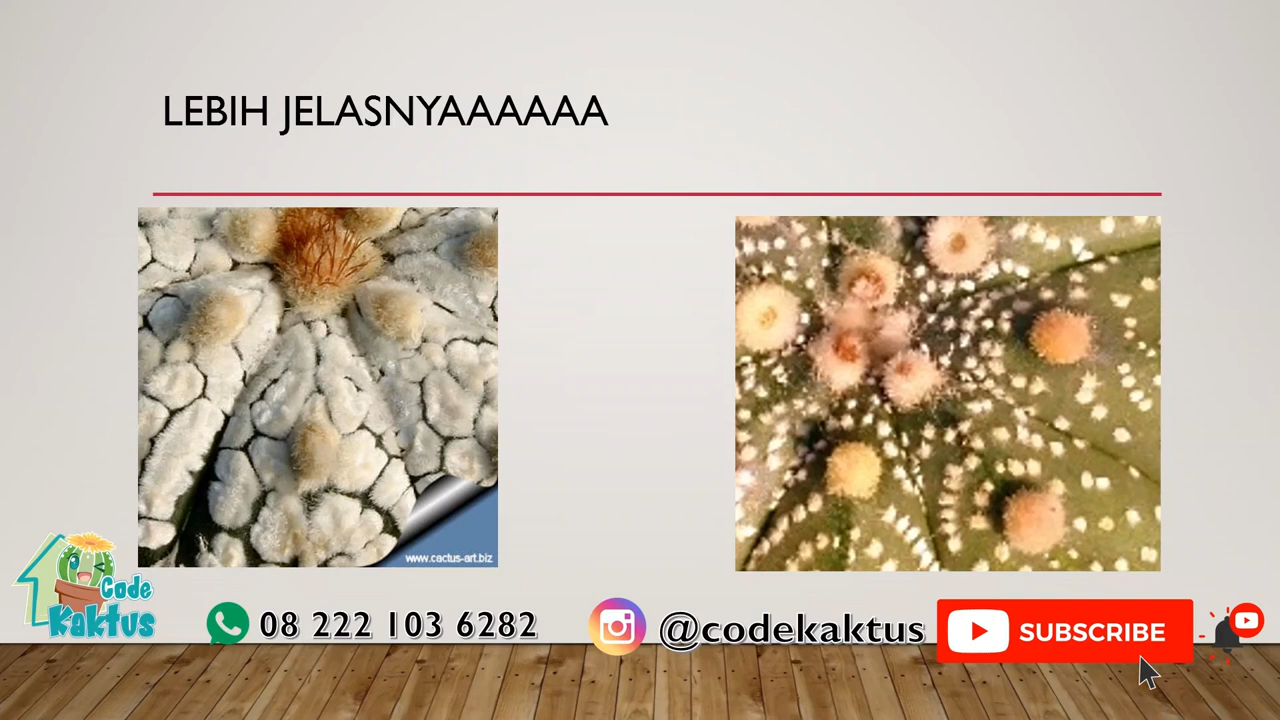 LEBIH JELASNYAAAAAA
www.cactus-art.biz
Code
Kaktus
08 222 103 6282
@codekaktus
SUBSCRIBE